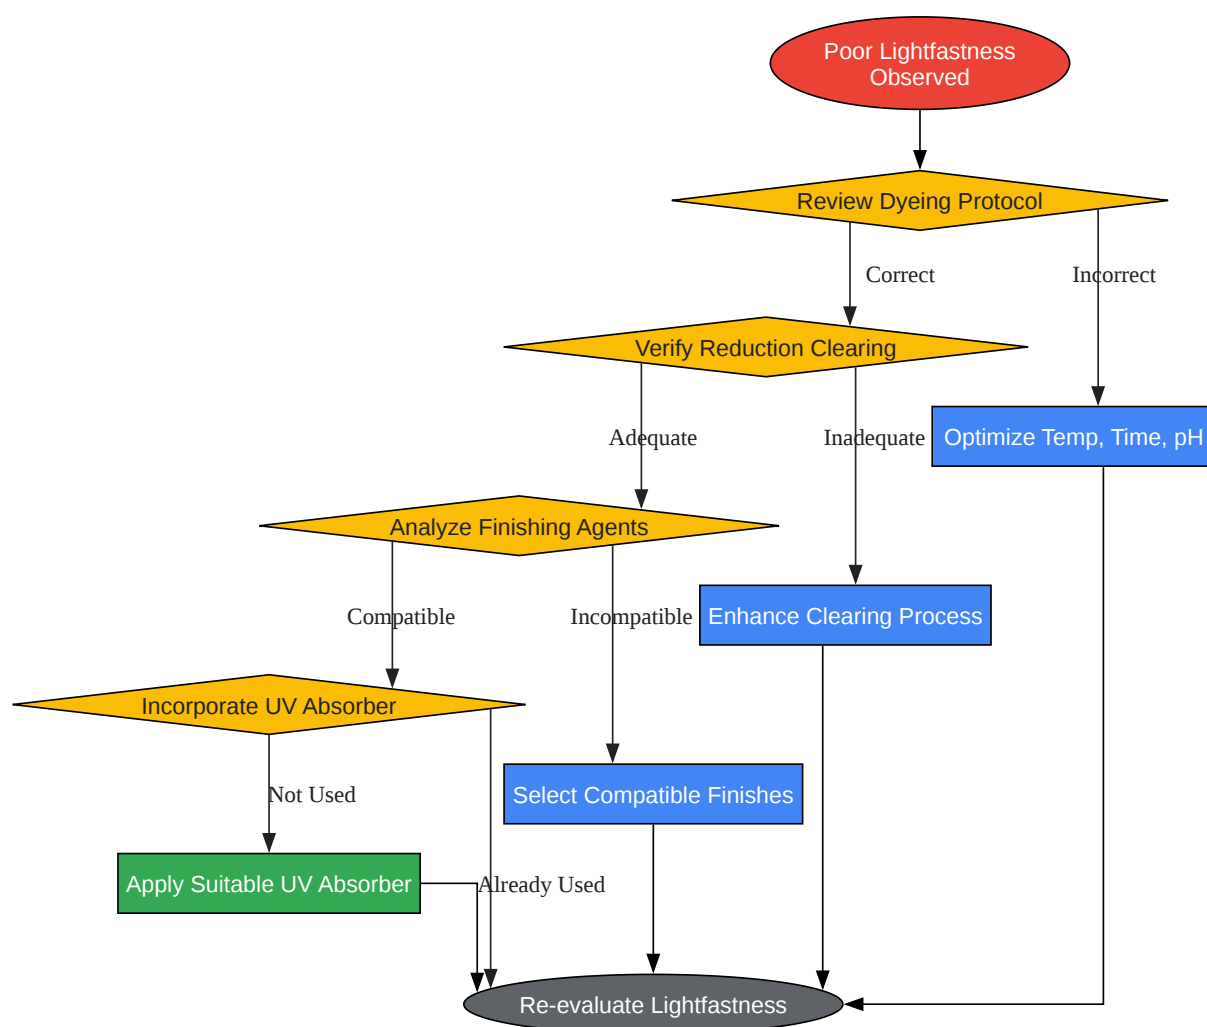 Poor Lightfastness
Observed
Review Dyeing Protocol
Correct
Incorrect
Verify Reduction Clearing
Adequate
Inadequate
Optimize Temp, Time, pH
Analyze Finishing Agents
Compatible
Incompatible
Enhance Clearing Process
Incorporate UV Absorber
Not Used
Select Compatible Finishes
Apply Suitable UV Absorber
Already Used
Re-evaluate Lightfastness